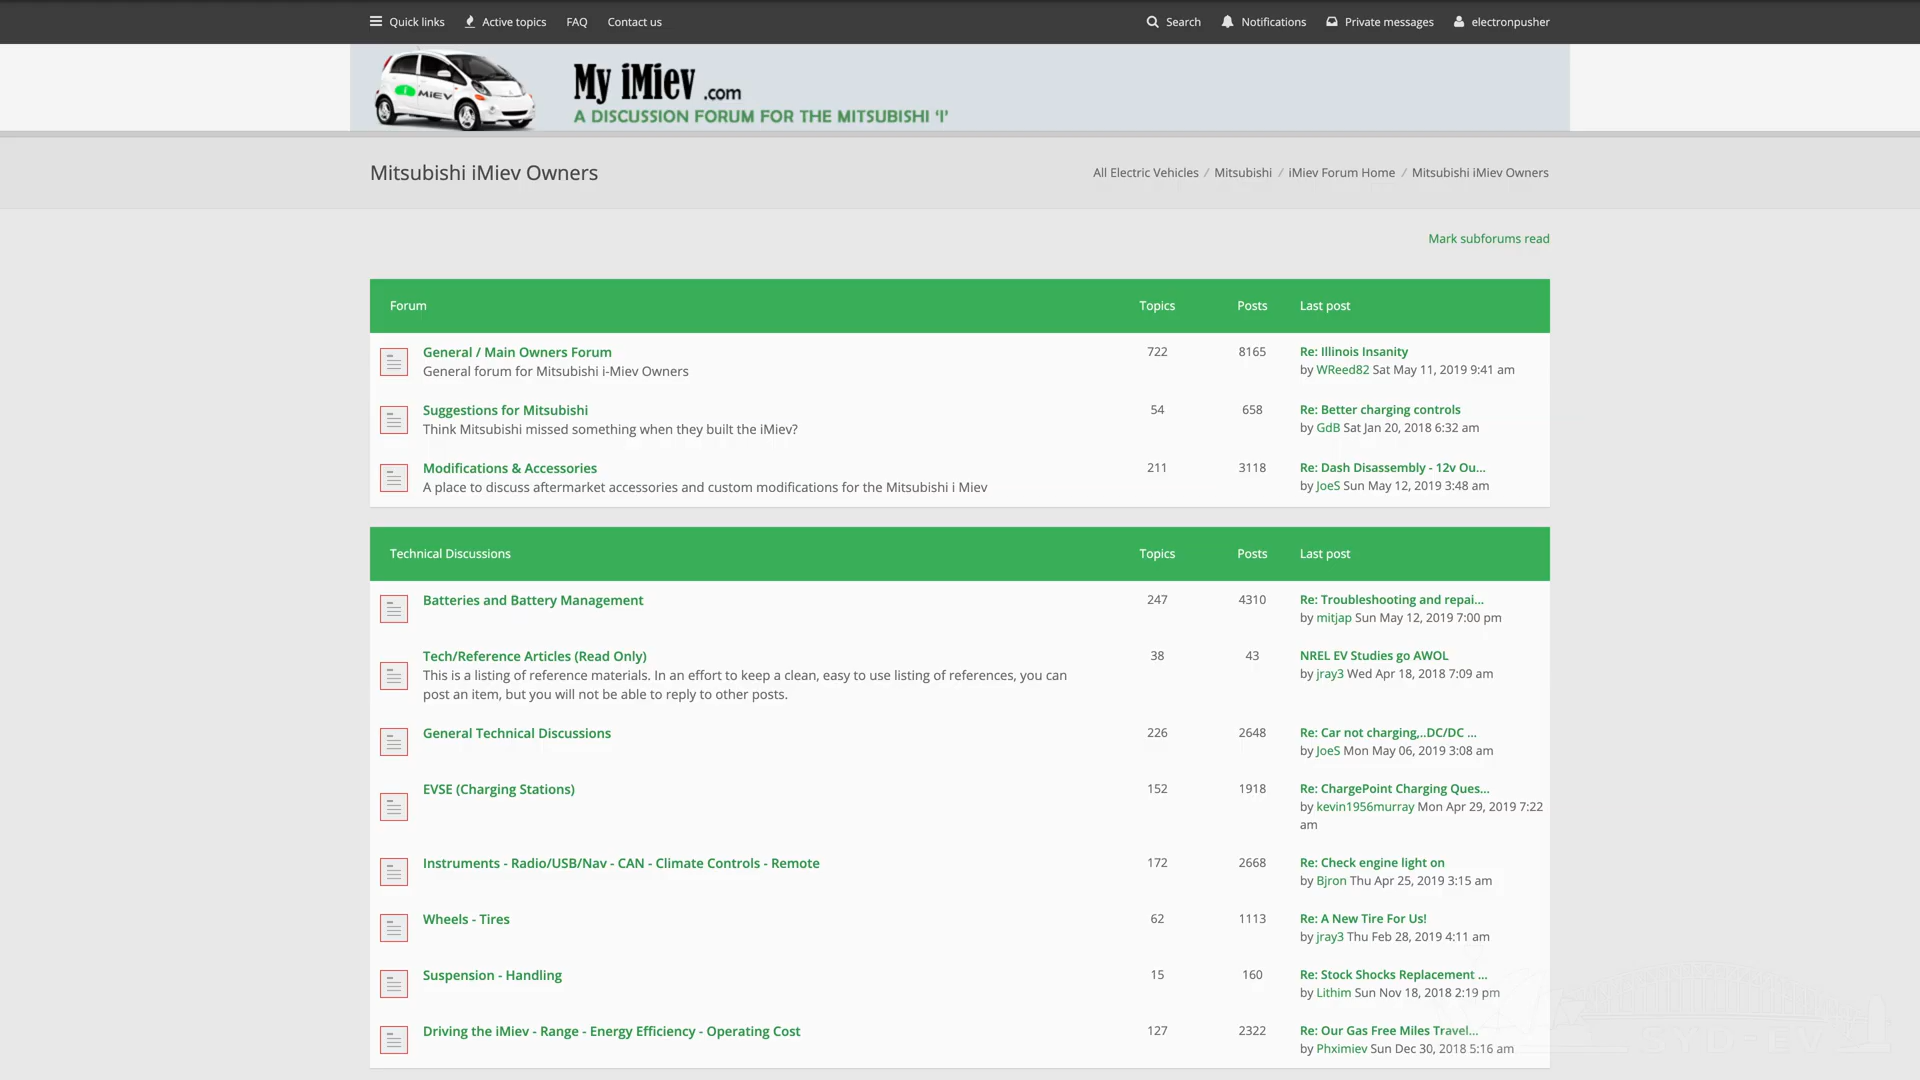 Quick links Active topics FAQ Contact us Search Notifications Private messages electronpusher
i MiEV
My iMiev .com
A DISCUSSION FORUM FOR THE MITSUBISHI 'I'
Mitsubishi iMiev Owners All Electric Vehicles / Mitsubishi / iMiev Forum Home / Mitsubishi iMiev Owners
Mark subforums read
Forum Topics Posts Last post
General / Main Owners Forum 722 8165 Re: Illinois Insanity
General forum for Mitsubishi i-Miev Owners by WReed82 Sat May 11, 2019 9:41 am
Suggestions for Mitsubishi 54 658 Re: Better charging controls
Think Mitsubishi missed something when they built the iMiev? by GdB Sat Jan 20, 2018 6:32 am
Modifications & Accessories 211 3118 Re: Dash Disassembly - 12v Ou...
A place to discuss aftermarket accessories and custom modifications for the Mitsubishi i Miev by JoeS Sun May 12, 2019 3:48 am
Technical Discussions Topics Posts Last post
Batteries and Battery Management 247 4310 Re: Troubleshooting and repai...
by mitjap Sun May 12, 2019 7:00 pm
Tech/Reference Articles (Read Only) 38 43 NREL EV Studies go AWOL
This is a listing of reference materials. In an effort to keep a clean, easy to use listing of references, you can by jray3 Wed Apr 18, 2018 7:09 am
post an item, but you will not be able to reply to other posts.
General Technical Discussions 226 2648 Re: Car not charging,..DC/DC ...
by JoeS Mon May 06, 2019 3:08 am
EVSE (Charging Stations) 152 1918 Re: ChargePoint Charging Ques...
by kevin1956murray Mon Apr 29, 2019 7:22
am
Instruments - Radio/USB/Nav - CAN - Climate Controls - Remote 172 2668 Re: Check engine light on
by Bjron Thu Apr 25, 2019 3:15 am
Wheels - Tires 62 1113 Re: A New Tire For Us!
by jray3 Thu Feb 28, 2019 4:11 am
Suspension - Handling 15 160 Re: Stock Shocks Replacement ...
by Lithim Sun Nov 18, 2018 2:19 pm
Driving the iMiev - Range - Energy Efficiency - Operating Cost 127 2322 Re: Our Gas Free Miles Travel...
by Phximiev Sun Dec 30, 2018 5:16 am
SYD-EV